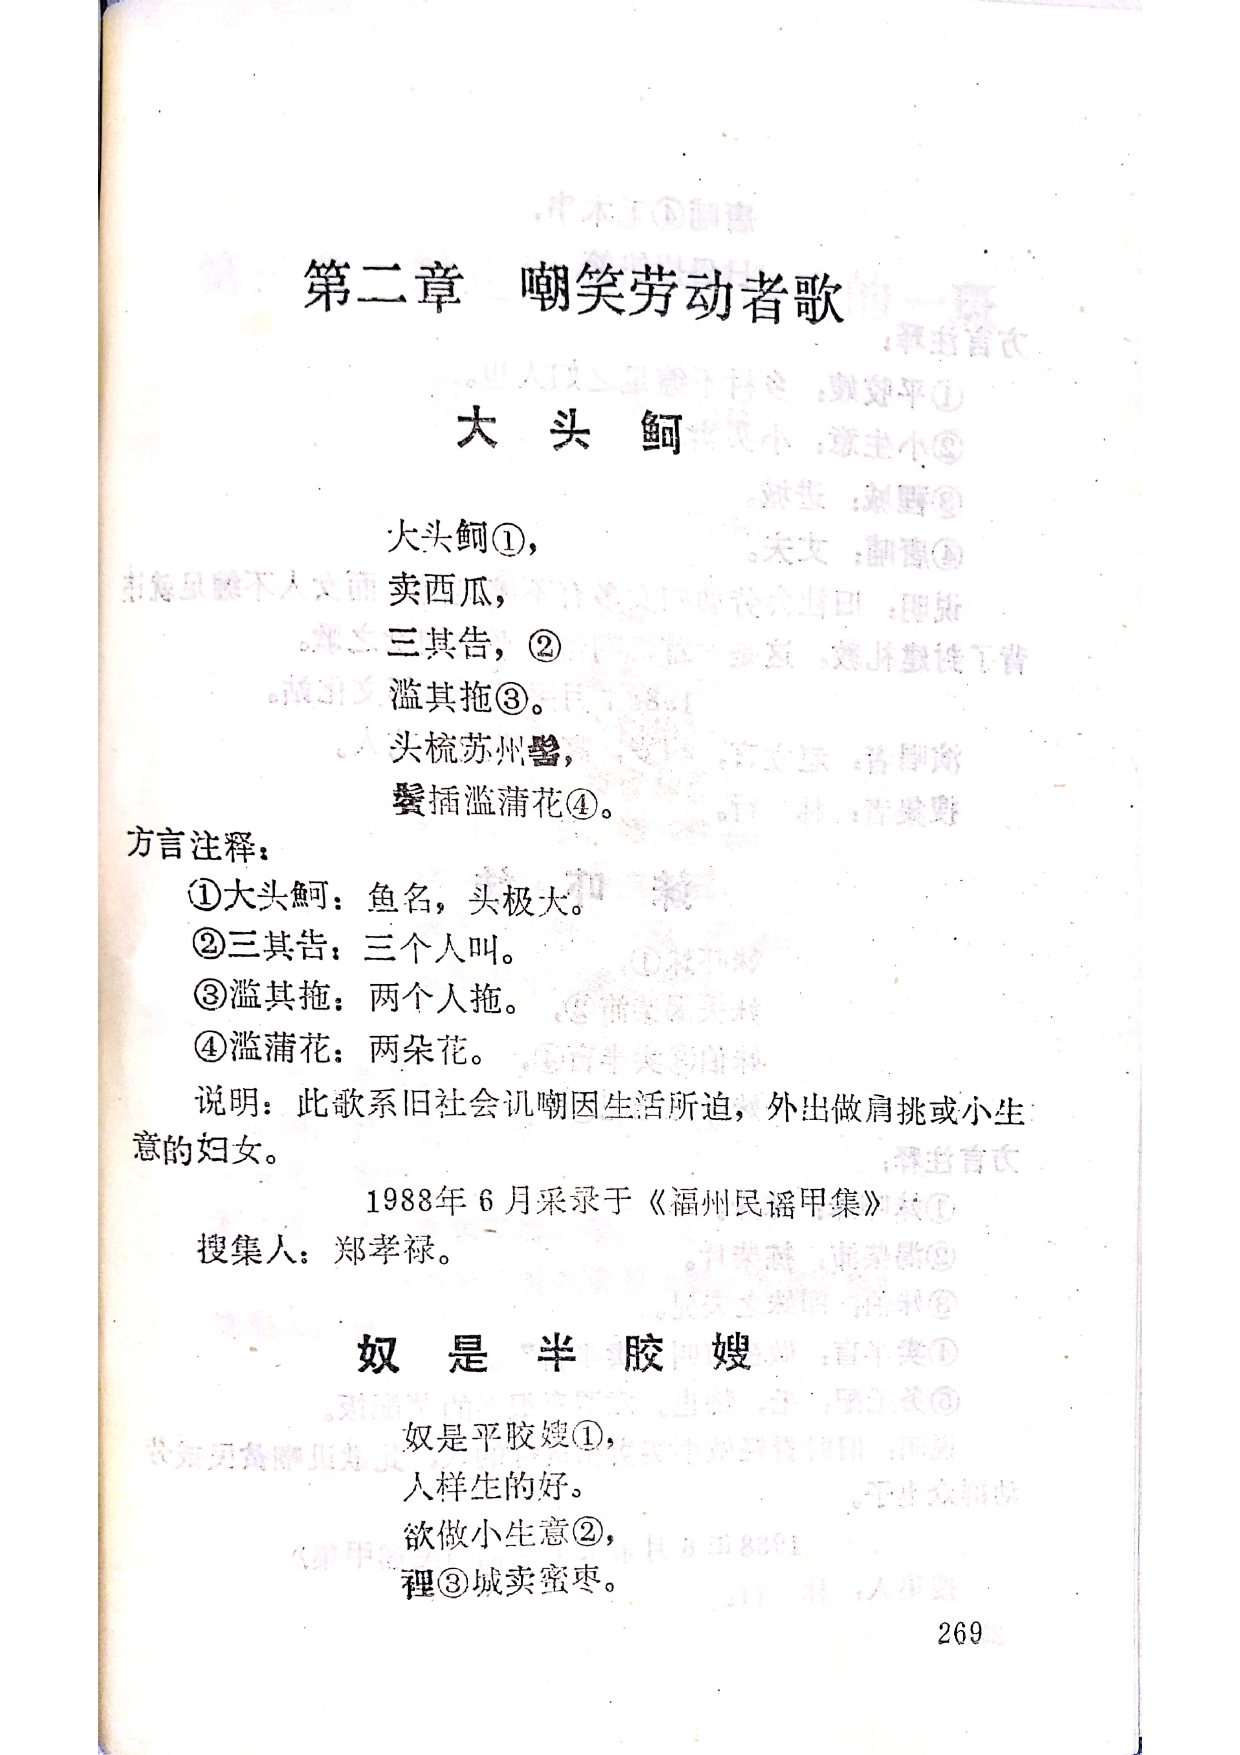 第二章 嘲笑劳动者歌
大头鲄
大头鲄①，
卖西瓜，
三其告，②
滥其拖③。
头梳苏州髻，
鬓插滥蒲花④。
方言注释：
①大头鲄：鱼名，头极大。
②三其告：三个人叫。
③滥其拖：两个人拖。
④滥蒲花：两朵花。
说明：此歌系旧社会讥嘲因生活所迫，外出做肩挑或小生
意的妇女。
1988年6月采录于《福州民谣甲集》
搜集人：郑孝禄。
奴是半胶嫂
奴是平胶嫂①，
人样生的好。
欲做小生意②，
裡③城卖蜜枣。
269